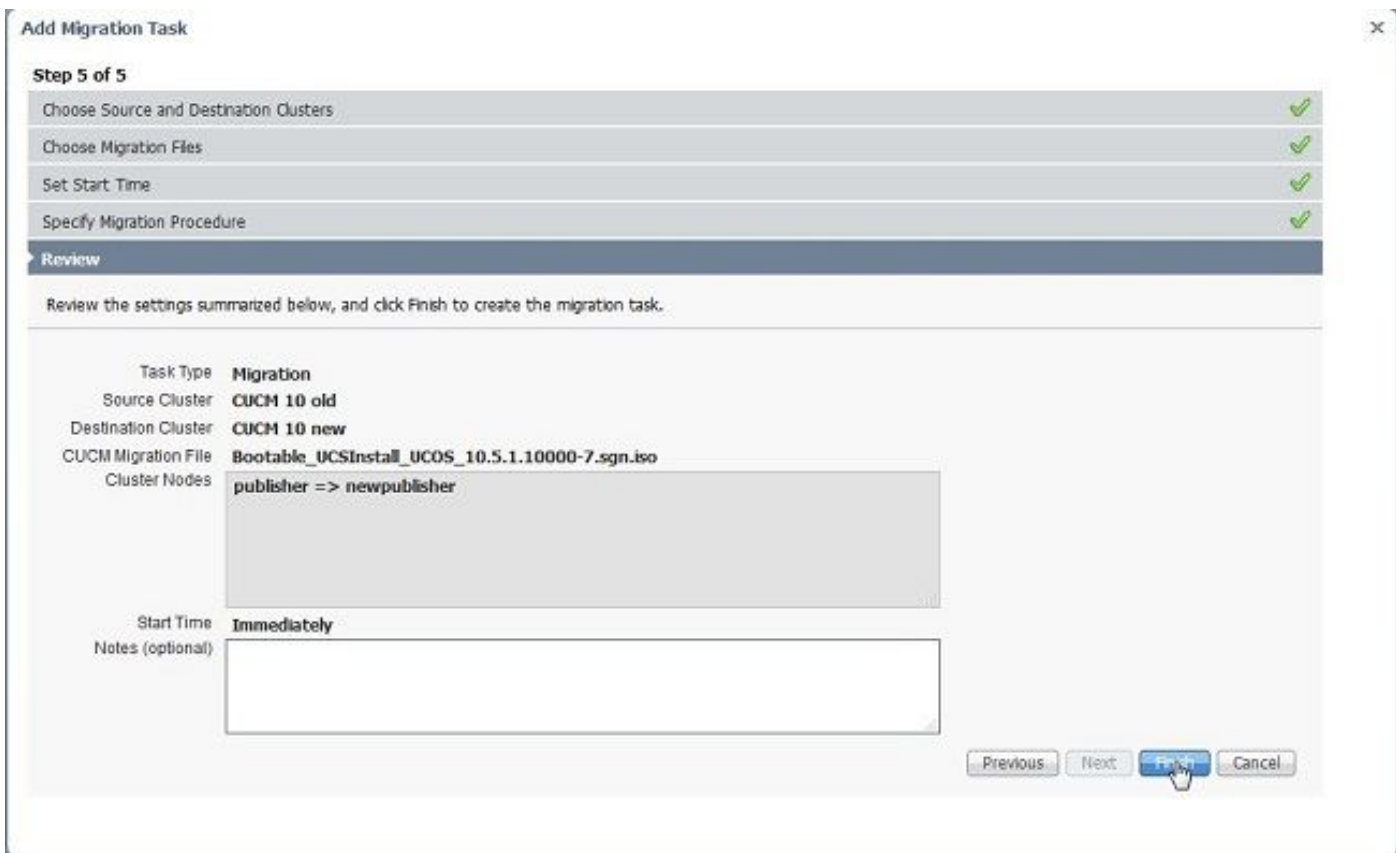 Add Migration Task
Step 5 of 5
Choose Source and Destination Clusters
Choose Migration Files
Set Start Time
Specify Migration Procedure
Review
Review the settings summarized below, and click Finish to create the migration task.
Task Type Migration
Source Cluster CUCM 10 old
Destination Cluster CUCM 10 new
CUCM Migration File Bootable_UCSInstall_UCOS_10.5.1.10000-7.sgn.iso
Cluster Nodes publisher => newpublisher
Start Time Immediately
Notes (optional)
Previous Next Finish Cancel